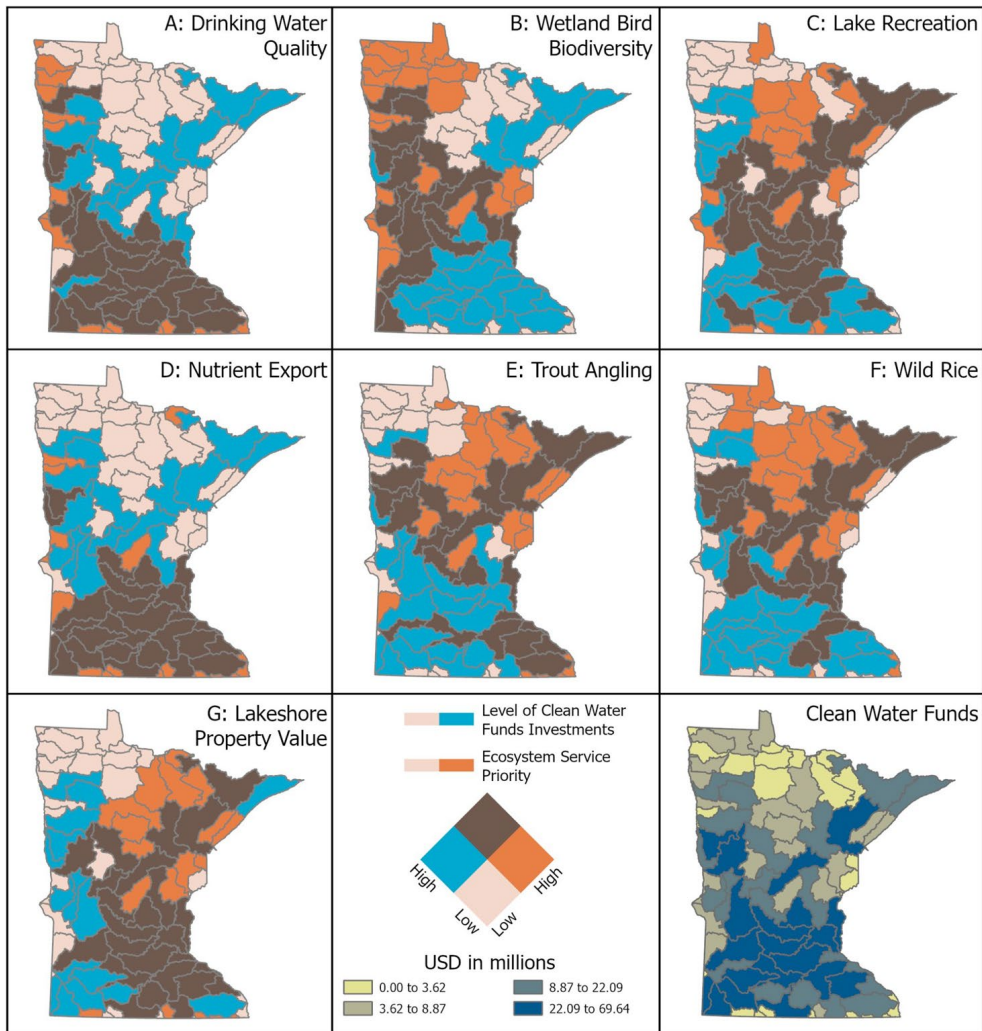 A: Drinking Water
Quality
B: Wetland Bird
Biodiversity
C: Lake Recreation
D: Nutrient Export
E: Trout Angling
F: Wild Rice
G: Lakeshore
Property Value
Level of Clean Water
Funds Investments
Ecosystem Service
Priority
High
Low
Low
High
USD in millions
0.00 to 3.62
8.87 to 22.09
3.62 to 8.87
22.09 to 69.64
Clean Water Funds